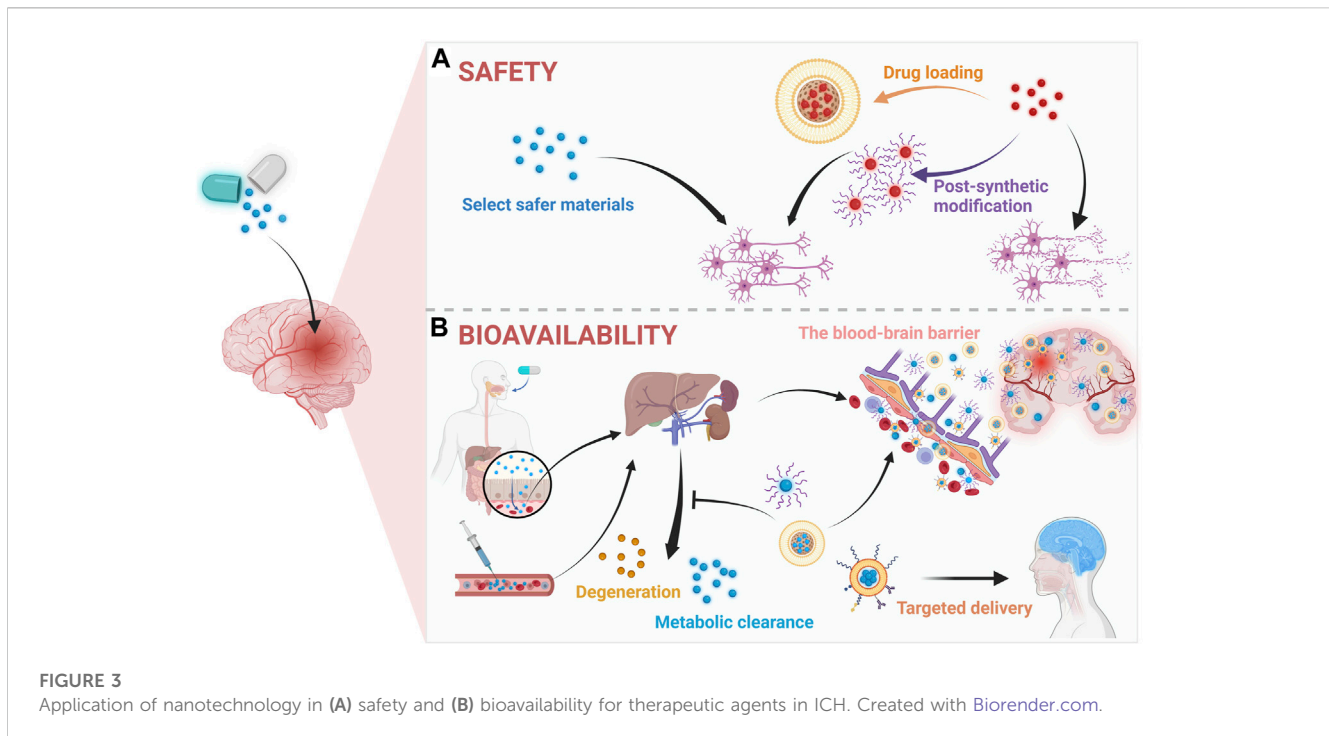 A SAFETY
Drug loading
Select safer materials
Post-synthetic
modification
B BIOAVAILABILITY
The blood-brain barrier
Degeneration
Metabolic clearance
Targeted delivery
FIGURE 3
Application of nanotechnology in (A) safety and (B) bioavailability for therapeutic agents in ICH. Created with Biorender.com.